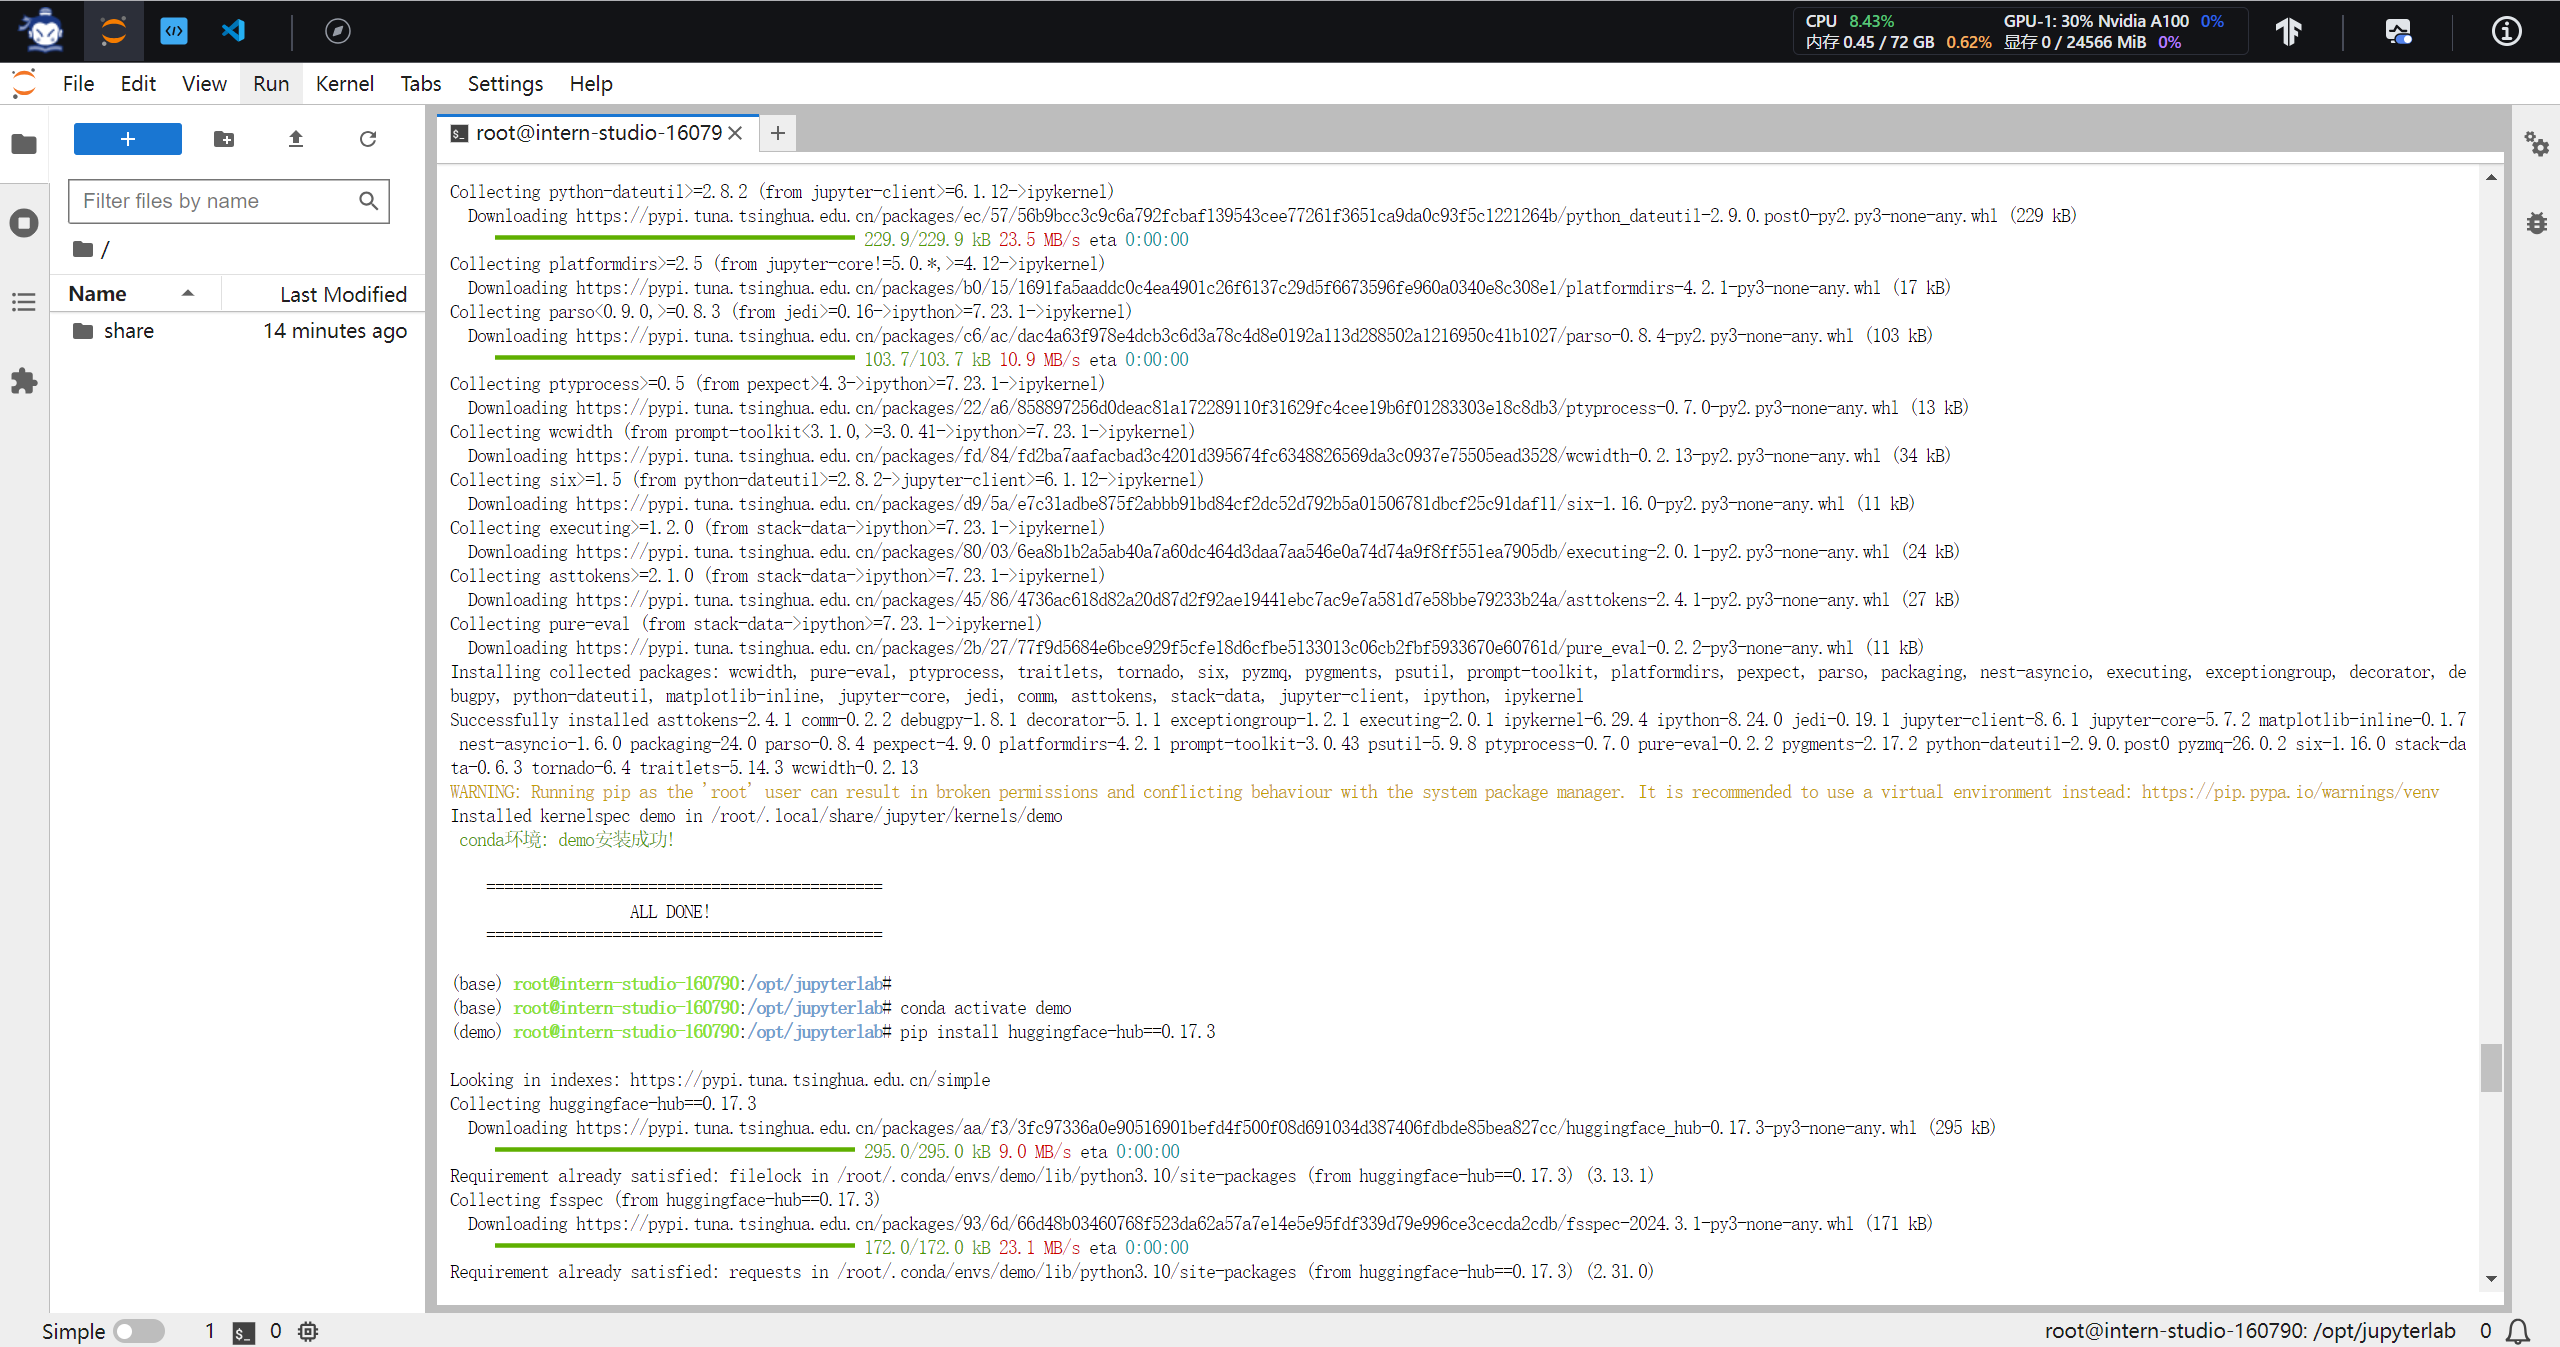 CPU 8.43% GPU-1: 30% Nvidia A100 0%
内存 0.45 / 72 GB 0.62% 显存 0 / 24566 MiB 0%
File Edit View Run Kernel Tabs Settings Help
root@intern-studio-16079
Filter files by name
/
Name Last Modified
share 14 minutes ago
Collecting python-dateutil>=2.8.2 (from jupyter-client>=6.1.12->ipykernel)
Downloading https://pypi.tuna.tsinghua.edu.cn/packages/ec/57/56b9bcc3c9c6a792fcbaf139543cee77261f3651ca9da0c93f5c1221264b/python_dateutil-2.9.0.post0-py2.py3-none-any.whl (229 kB)
229.9/229.9 kB 23.5 MB/s eta 0:00:00
Collecting platformdirs>=2.5 (from jupyter-core!=5.0.*,>=4.12->ipykernel)
Downloading https://pypi.tuna.tsinghua.edu.cn/packages/b0/15/1691fa5aaddc0c4ea4901c26f6137c29d5f6673596fe960a0340e8c308e1/platformdirs-4.2.1-py3-none-any.whl (17 kB)
Collecting parso<0.9.0,>=0.8.3 (from jedi>=0.16->ipython>=7.23.1->ipykernel)
Downloading https://pypi.tuna.tsinghua.edu.cn/packages/c6/ac/dac4a63f978e4dcb3c6d3a78c4d8e0192a113d288502a1216950c41b1027/parso-0.8.4-py2.py3-none-any.whl (103 kB)
103.7/103.7 kB 10.9 MB/s eta 0:00:00
Collecting ptyprocess>=0.5 (from pexpect>4.3->ipython>=7.23.1->ipykernel)
Downloading https://pypi.tuna.tsinghua.edu.cn/packages/22/a6/858897256d0deac81a172289110f31629fc4cee19b6f01283303e18c8db3/ptyprocess-0.7.0-py2.py3-none-any.whl (13 kB)
Collecting wcwidth (from prompt-toolkit<3.1.0,>=3.0.41->ipython>=7.23.1->ipykernel)
Downloading https://pypi.tuna.tsinghua.edu.cn/packages/fd/84/fd2ba7aafacbad3c4201d395674fc6348826569da3c0937e75505ead3528/wcwidth-0.2.13-py2.py3-none-any.whl (34 kB)
Collecting six>=1.5 (from python-dateutil>=2.8.2->jupyter-client>=6.1.12->ipykernel)
Downloading https://pypi.tuna.tsinghua.edu.cn/packages/d9/5a/e7c31adbe875f2abbb91bd84cf2dc52d792b5a01506781dbcf25c91daf11/six-1.16.0-py2.py3-none-any.whl (11 kB)
Collecting executing>=1.2.0 (from stack-data->ipython>=7.23.1->ipykernel)
Downloading https://pypi.tuna.tsinghua.edu.cn/packages/80/03/6ea8b1b2a5ab40a7a60dc464d3daa7aa546e0a74d74a9f8ff551ea7905db/executing-2.0.1-py2.py3-none-any.whl (24 kB)
Collecting asttokens>=2.1.0 (from stack-data->ipython>=7.23.1->ipykernel)
Downloading https://pypi.tuna.tsinghua.edu.cn/packages/45/86/4736ac618d82a20d87d2f92ae19441ebc7ac9e7a581d7e58bbe79233b24a/asttokens-2.4.1-py2.py3-none-any.whl (27 kB)
Collecting pure-eval (from stack-data->ipython>=7.23.1->ipykernel)
Downloading https://pypi.tuna.tsinghua.edu.cn/packages/2b/27/77f9d5684e6bce929f5cfe18d6cfbe5133013c06cb2fbf5933670e60761d/pure_eval-0.2.2-py3-none-any.whl (11 kB)
Installing collected packages: wcwidth, pure-eval, ptyprocess, traitlets, tornado, six, pyzmq, pygments, psutil, prompt-toolkit, platformdirs, pexpect, parso, packaging, nest-asyncio, executing, exceptiongroup, decorator, de
bugpy, python-dateutil, matplotlib-inline, jupyter-core, jedi, comm, asttokens, stack-data, jupyter-client, ipython, ipykernel
Successfully installed asttokens-2.4.1 comm-0.2.2 debugpy-1.8.1 decorator-5.1.1 exceptiongroup-1.2.1 executing-2.0.1 ipykernel-6.29.4 ipython-8.24.0 jedi-0.19.1 jupyter-client-8.6.1 jupyter-core-5.7.2 matplotlib-inline-0.1.7
nest-asyncio-1.6.0 packaging-24.0 parso-0.8.4 pexpect-4.9.0 platformdirs-4.2.1 prompt-toolkit-3.0.43 psutil-5.9.8 ptyprocess-0.7.0 pure-eval-0.2.2 pygments-2.17.2 python-dateutil-2.9.0.post0 pyzmq-26.0.2 six-1.16.0 stack-da
ta-0.6.3 tornado-6.4 traitlets-5.14.3 wcwidth-0.2.13
WARNING: Running pip as the 'root' user can result in broken permissions and conflicting behaviour with the system package manager. It is recommended to use a virtual environment instead: https://pip.pypa.io/warnings/venv
Installed kernelspec demo in /root/.local/share/jupyter/kernels/demo
conda环境: demo安装成功!
============================================
ALL DONE!
============================================
(base) root@intern-studio-160790:/opt/jupyterlab#
(base) root@intern-studio-160790:/opt/jupyterlab# conda activate demo
(demo) root@intern-studio-160790:/opt/jupyterlab# pip install huggingface-hub==0.17.3
Looking in indexes: https://pypi.tuna.tsinghua.edu.cn/simple
Collecting huggingface-hub==0.17.3
Downloading https://pypi.tuna.tsinghua.edu.cn/packages/aa/f3/3fc97336a0e90516901befd4f500f08d691034d387406fdbde85bea827cc/huggingface_hub-0.17.3-py3-none-any.whl (295 kB)
295.0/295.0 kB 9.0 MB/s eta 0:00:00
Requirement already satisfied: filelock in /root/.conda/envs/demo/lib/python3.10/site-packages (from huggingface-hub==0.17.3) (3.13.1)
Collecting fsspec (from huggingface-hub==0.17.3)
Downloading https://pypi.tuna.tsinghua.edu.cn/packages/93/6d/66d48b03460768f523da62a57a7e14e5e95fdf339d79e996ce3cecda2cdb/fsspec-2024.3.1-py3-none-any.whl (171 kB)
172.0/172.0 kB 23.1 MB/s eta 0:00:00
Requirement already satisfied: requests in /root/.conda/envs/demo/lib/python3.10/site-packages (from huggingface-hub==0.17.3) (2.31.0)
Simple 1 0 root@intern-studio-160790: /opt/jupyterlab 0